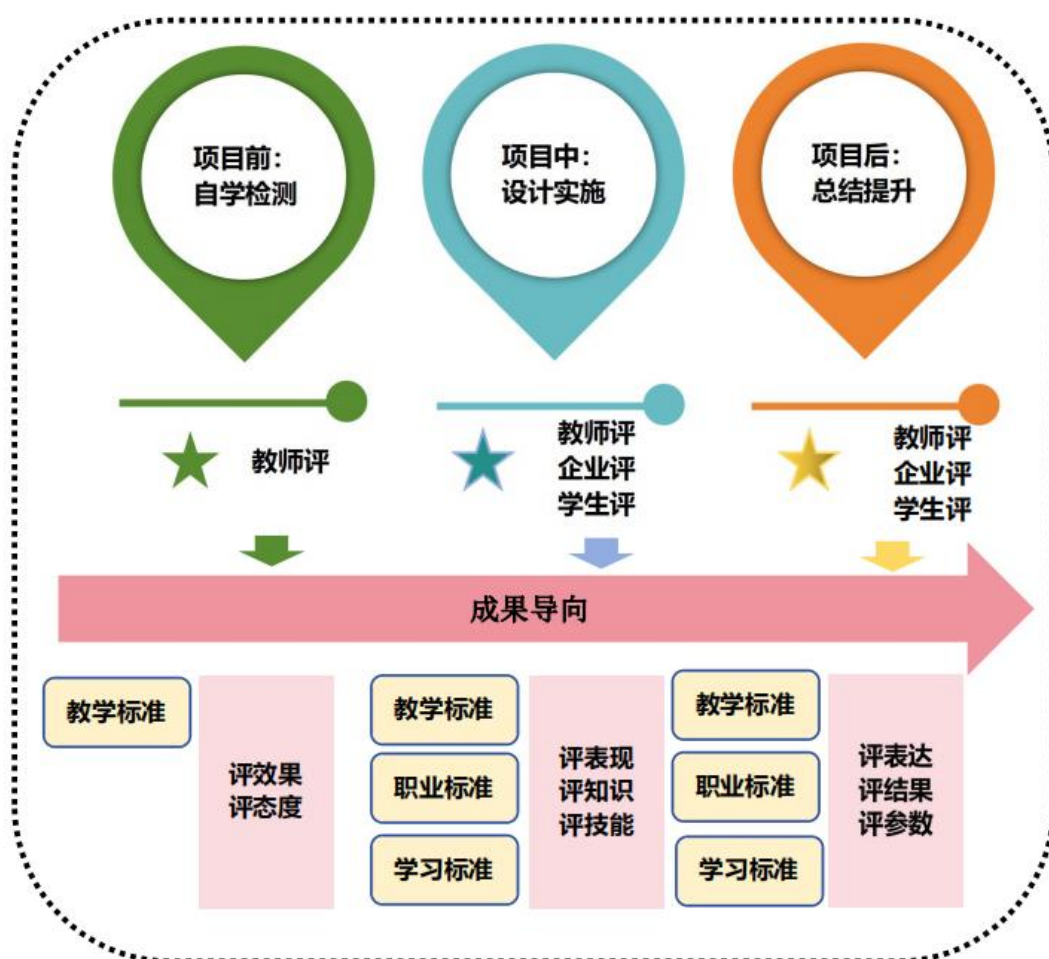 项目前：
自学检测
项目中：
设计实施
项目后：
总结提升
教师评
教师评
企业评
学生评
教师评
企业评
学生评
成果导向
教学标准
评效果
评态度
教学标准
职业标准
学习标准
评表现
评知识
评技能
教学标准
职业标准
学习标准
评表达
评结果
评参数